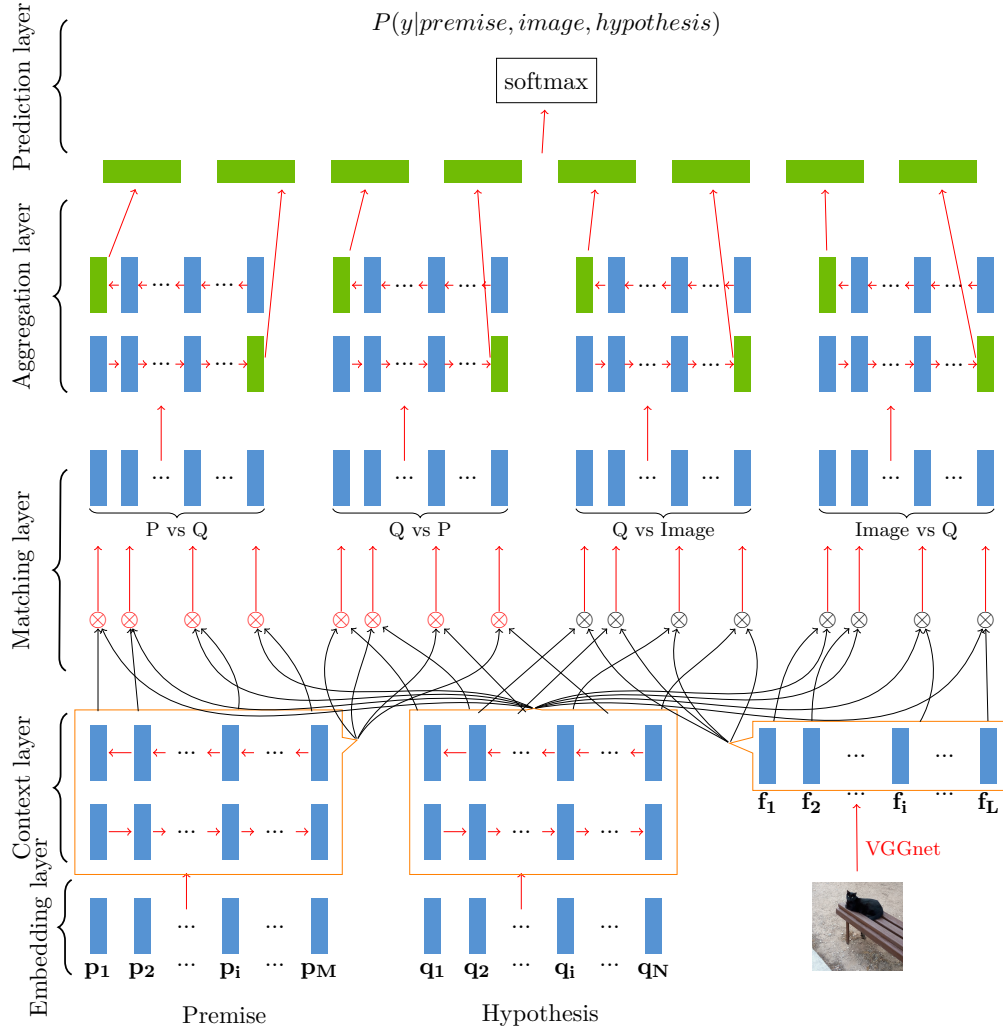 P(y|premise, image, hypothesis)
softmax
Prediction layer
Aggregation layer
... ... ... ... ... ... ... ...
... ... ... ... ... ... ... ...
Matching layer
... ... ... ... ... ... ... ...
P vs Q Q vs P Q vs Image Image vs Q
Context layer
... ... ... ... ... ...
f1 f2 ... fi ... fL
... ... ... ...
VGGnet
Embedding layer
... ... ... ...
p1 p2 ... pi ... pM q1 q2 ... qi ... qN
Premise Hypothesis